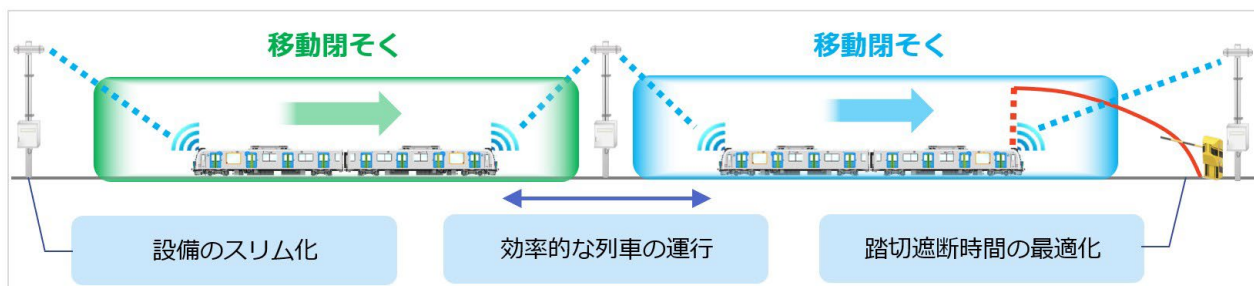 移動閉そく
移動閉そく
設備のスリム化
効率的な列車の運行
踏切遮断時間の最適化